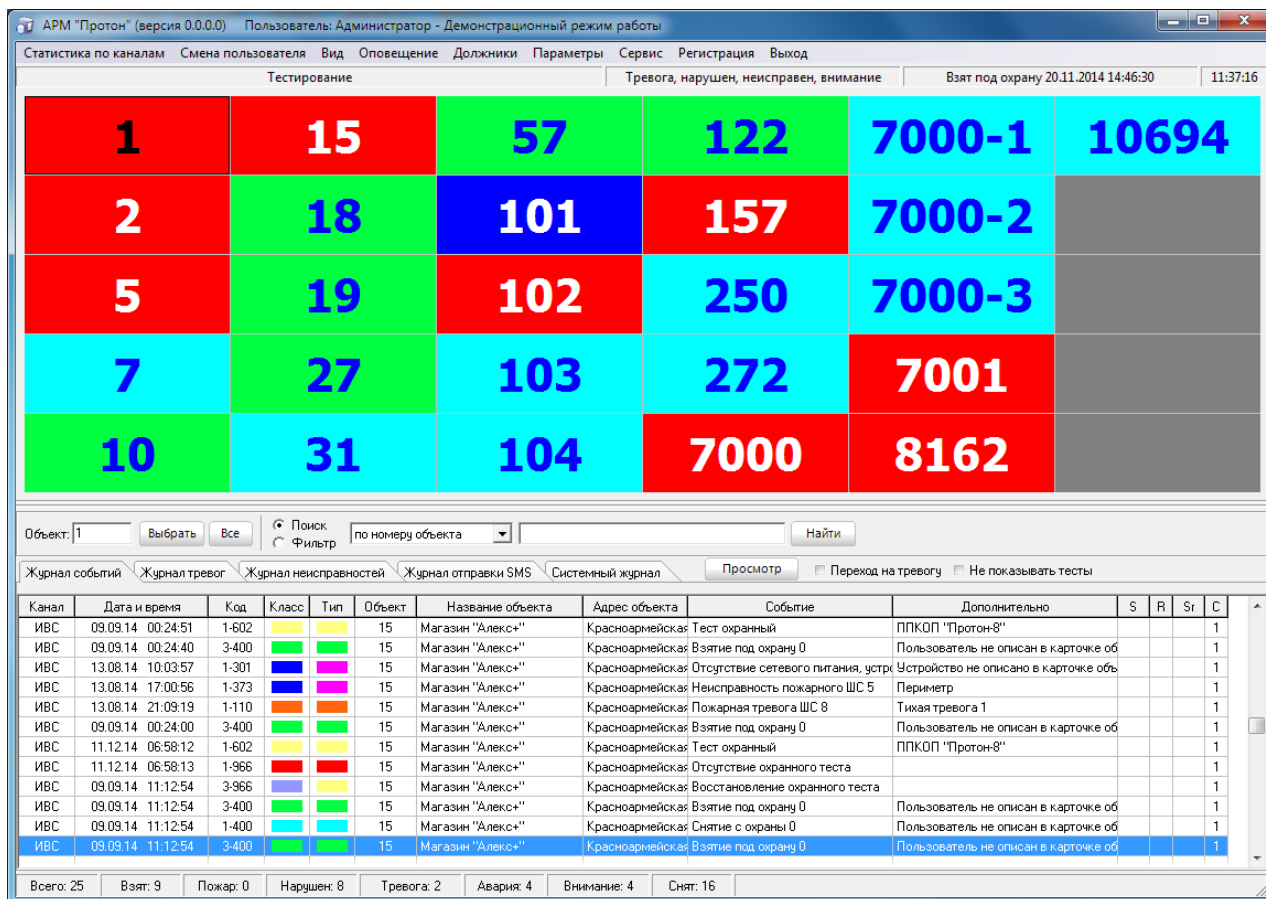 АРМ "Протон" (версия 0.0.0.0) Пользователь: Администратор - Демонстрационный режим работы
Статистика по каналам Смена пользователя Вид Оповещение Должники Параметры Сервис Регистрация Выход
Тестирование Тревога, нарушен, неисправен, внимание Взят под охрану 20.11.2014 14:46:30 11:37:16
1 15 57 122 7000-1 10694
2 18 101 157 7000-2
5 19 102 250 7000-3
7 27 103 272 7001
10 31 104 7000 8162
Объект: 1 Выбрать Все Поиск по номеру объекта Найти
Фильтр
Журнал событий Журнал тревог Журнал неисправностей Журнал отправки SMS Системный журнал Просмотр Переход на тревогу Не показывать тесты
Канал Дата и время Код Класс Тип Объект Название объекта Адрес объекта Событие Дополнительно S R Sr C
ИВС 09.09.14 00:24:51 1-602 15 Магазин "Алекс+" Красноармейская Тест охранный ППКОП "Протон-8" 1
ИВС 09.09.14 00:24:40 3-400 15 Магазин "Алекс+" Красноармейская Взятие под охрану 0 Пользователь не описан в карточке об 1
ИВС 13.08.14 10:03:57 1-301 15 Магазин "Алекс+" Красноармейская Отсутствие сетевого питания, устро Устройство не описано в карточке объ 1
ИВС 13.08.14 17:00:56 1-373 15 Магазин "Алекс+" Красноармейская Неисправность пожарного ШС 5 Периметр 1
ИВС 13.08.14 21:09:19 1-110 15 Магазин "Алекс+" Красноармейская Пожарная тревога ШС 8 Тихая тревога 1 1
ИВС 09.09.14 00:24:00 3-400 15 Магазин "Алекс+" Красноармейская Взятие под охрану 0 Пользователь не описан в карточке об 1
ИВС 11.12.14 06:58:12 1-602 15 Магазин "Алекс+" Красноармейская Тест охранный ППКОП "Протон-8" 1
ИВС 11.12.14 06:58:13 1-966 15 Магазин "Алекс+" Красноармейская Отсутствие охранного теста 1
ИВС 09.09.14 11:12:54 3-966 15 Магазин "Алекс+" Красноармейская Восстановление охранного теста 1
ИВС 09.09.14 11:12:54 3-400 15 Магазин "Алекс+" Красноармейская Взятие под охрану 0 Пользователь не описан в карточке об 1
ИВС 09.09.14 11:12:54 1-400 15 Магазин "Алекс+" Красноармейская Снятие с охраны 0 Пользователь не описан в карточке об 1
ИВС 09.09.14 11:12:54 3-400 15 Магазин "Алекс+" Красноармейская Взятие под охрану 0 Пользователь не описан в карточке об 1
Всего: 25 Взят: 9 Пожар: 0 Нарушен: 8 Тревога: 2 Авария: 4 Внимание: 4 Снят: 16